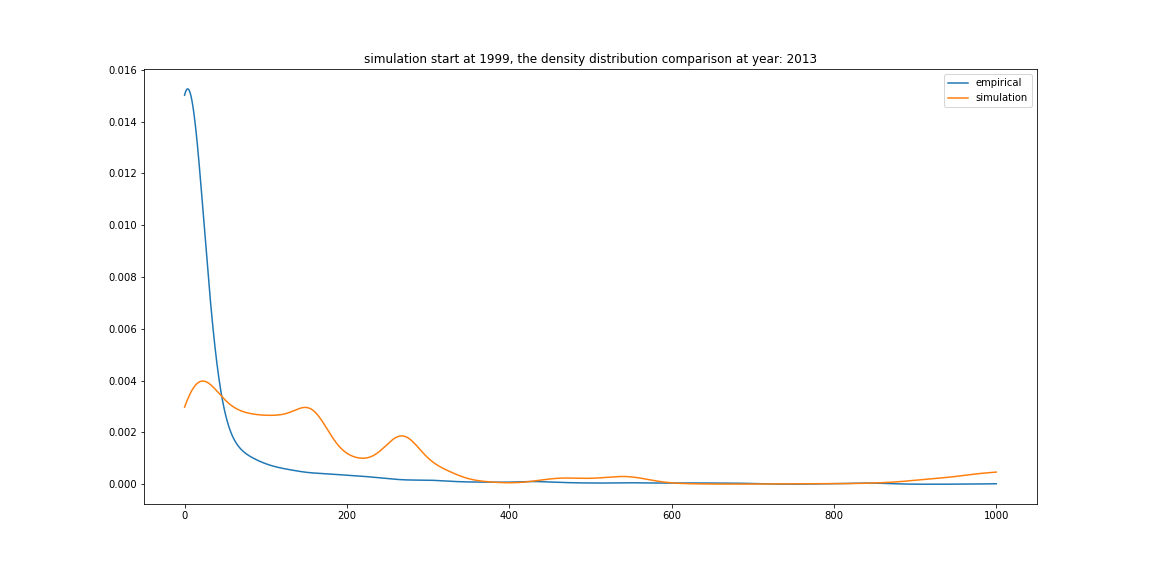 simulation start at 1999, the density distribution comparison at year: 2013
empirical
simulation
0.016
0.014
0.012
0.010
0.008
0.006
0.004
0.002
0.000
0 200 400 600 800 1000